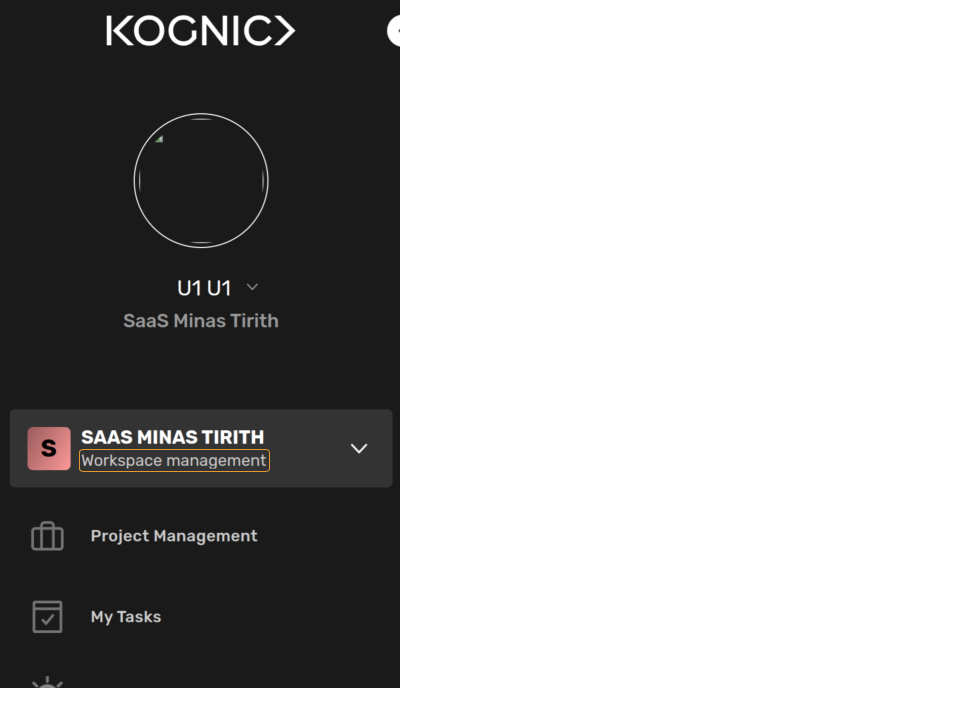 KOGNIC
U1 U1
SaaS Minas Tirith
S
SAAS MINAS TIRITH
Workspace management
Project Management
My Tasks